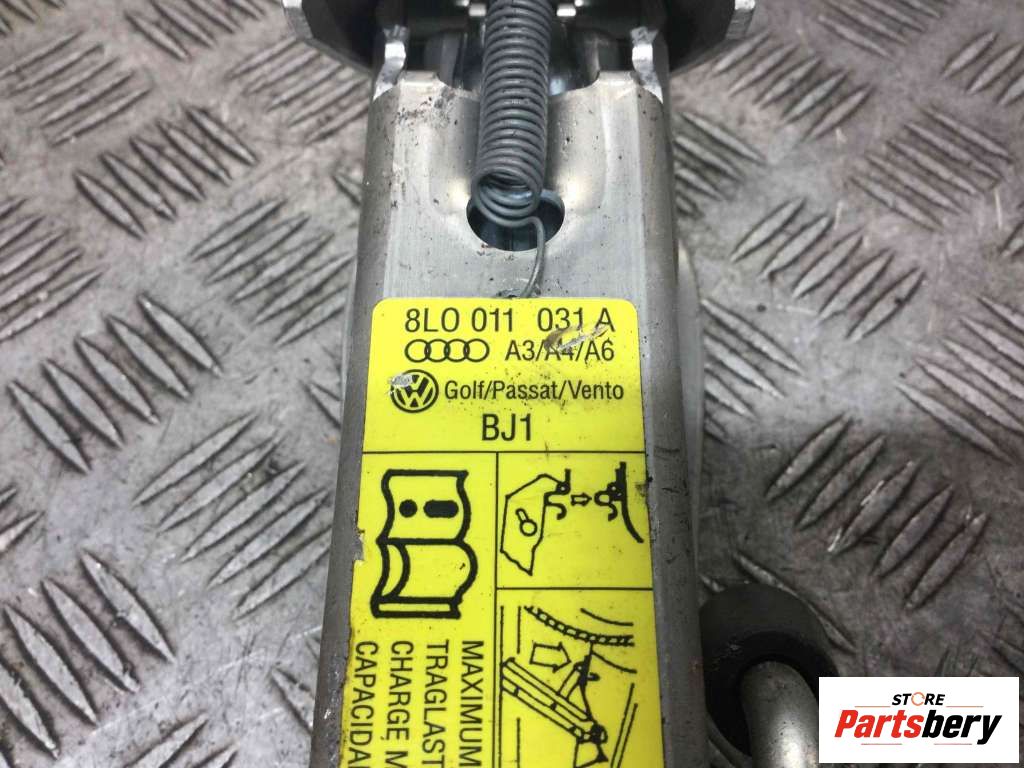 8L0 011 031 A
A3/A4/A6
Golf/Passat/Vento
BJ1
MAXIMUM
TRAGLAST
CHARGE M
CAPACIDA
STORE
Partsbery